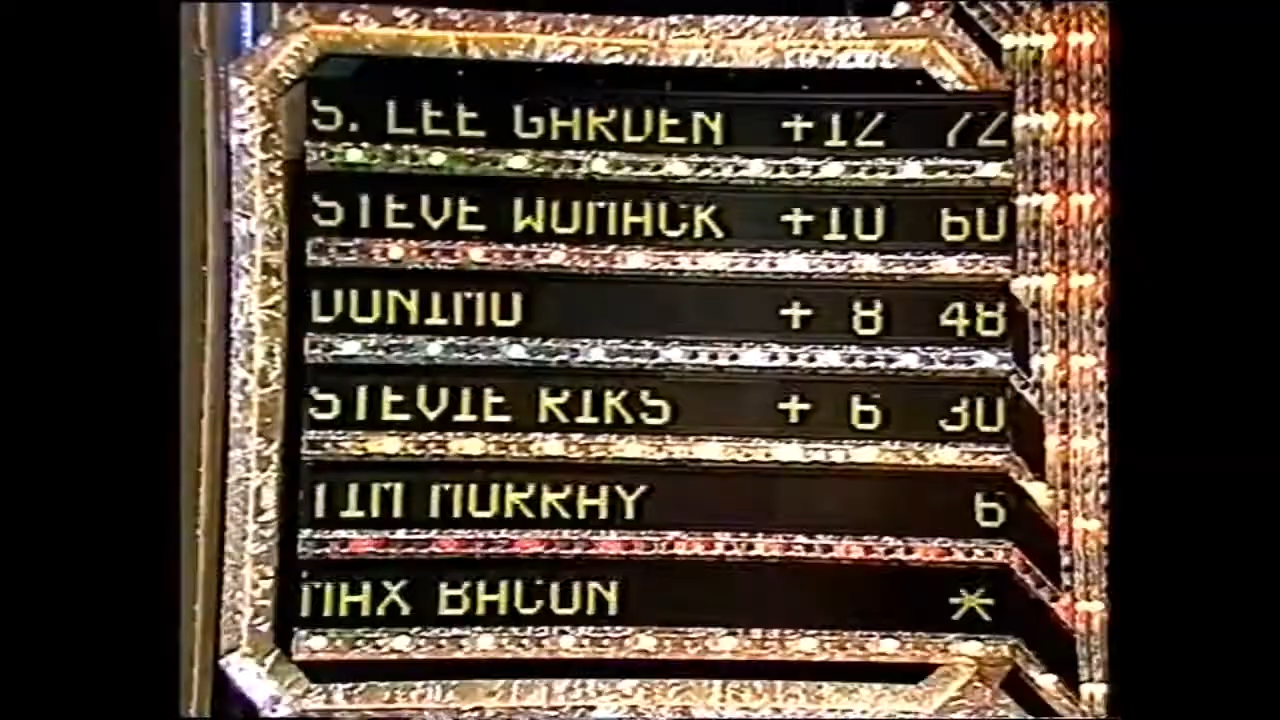 S. LEE GARDEN +12 72
STEVE WOMACK +10 60
DONIMO + 8 48
STEVIE RIKS + 6 30
TIM MURRAY 6
MAX BACON *